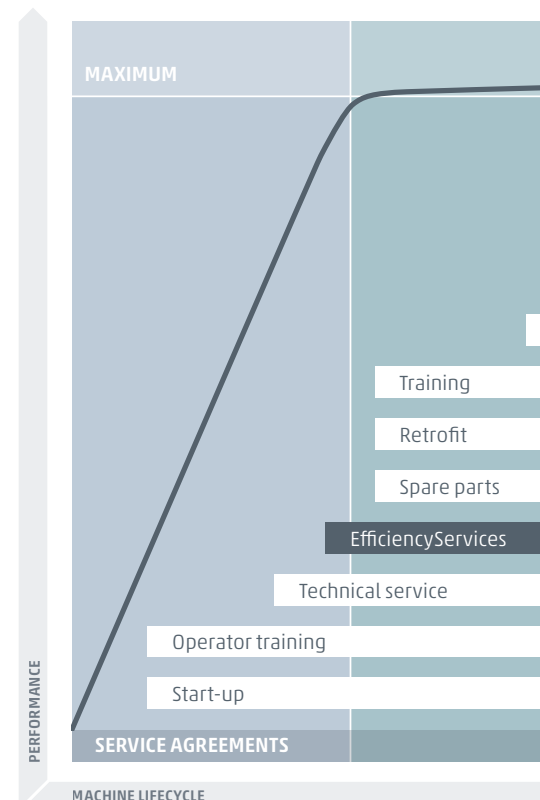 MAXIMUM
Training
Retrofit
Spare parts
EfficiencyServices
Technical service
Operator training
Start-up
SERVICE AGREEMENTS
PERFORMANCE
MACHINE LIFECYCLE